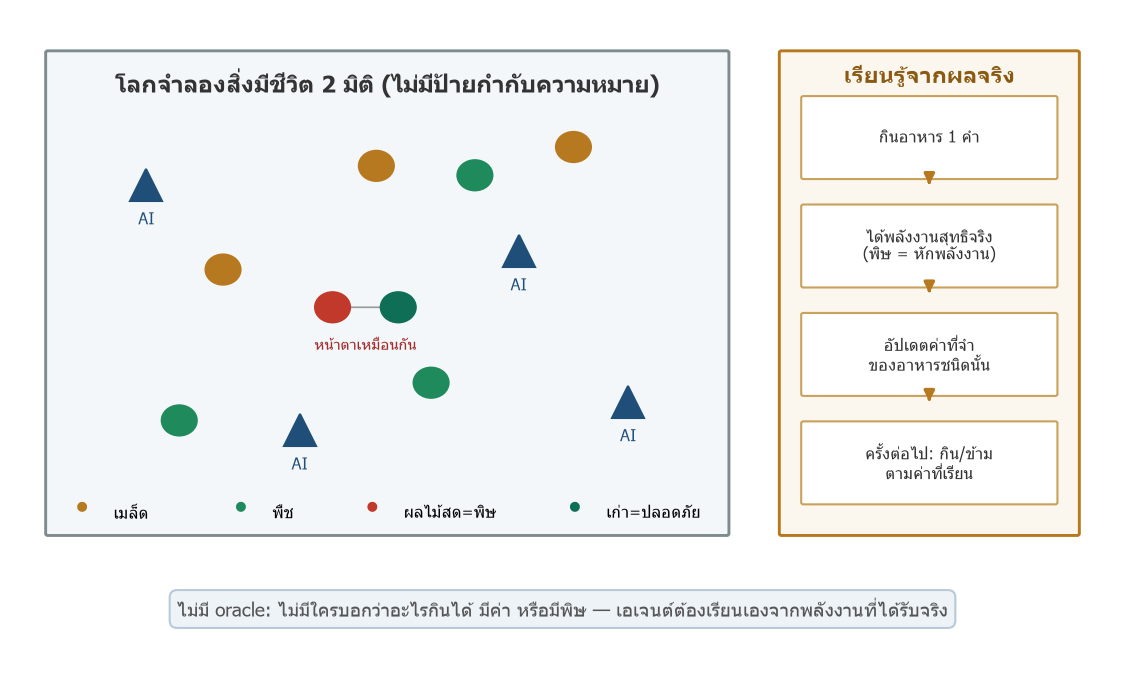 โลกจำลองสิ่งมีชีวิต 2 มิติ (ไม่มีป้ายกำกับความหมาย)
AI
AI
หน้าตาเหมือนกัน
AI
AI
เมล็ด
พืช
ผลไม้สด=พิษ
เก่า=ปลอดภัย
เรียนรู้จากผลจริง
กินอาหาร 1 คำ
ได้พลังงานสุทธิจริง
(พิษ = หักพลังงาน)
อัปเดตค่าที่จำ
ของอาหารชนิดนั้น
ครั้งต่อไป: กิน/ข้าม
ตามค่าที่เรียน
ไม่มี oracle: ไม่มีใครบอกว่าอะไรกินได้ มีค่า หรือมีพิษ — เอเจนต์ต้องเรียนเองจากพลังงานที่ได้รับจริง